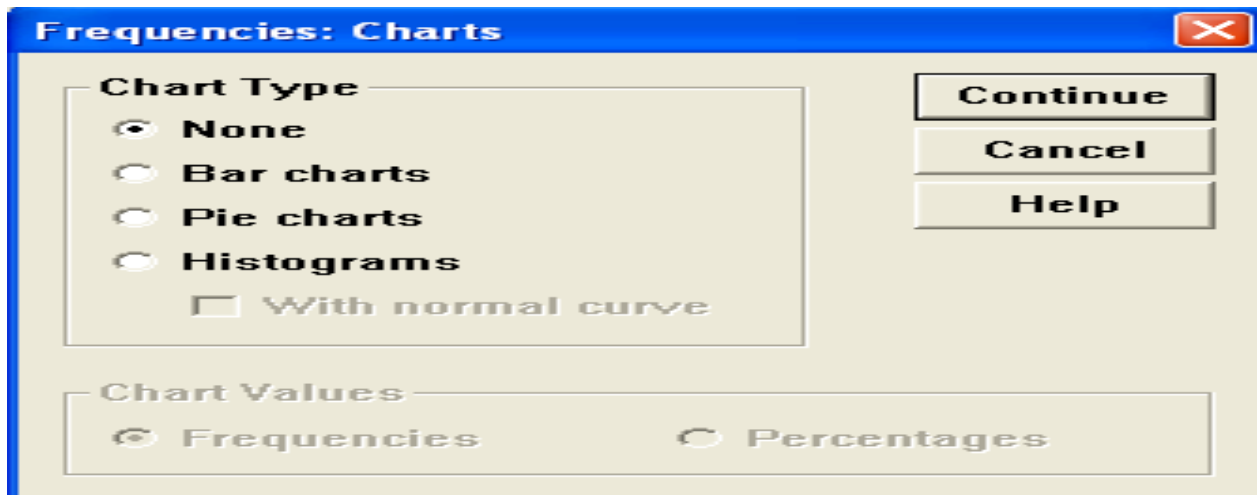 Frequencies: Charts
Chart Type
None
Bar charts
Pie charts
Histograms
With normal curve
Continue
Cancel
Help
Chart Values
Frequencies
Percentages